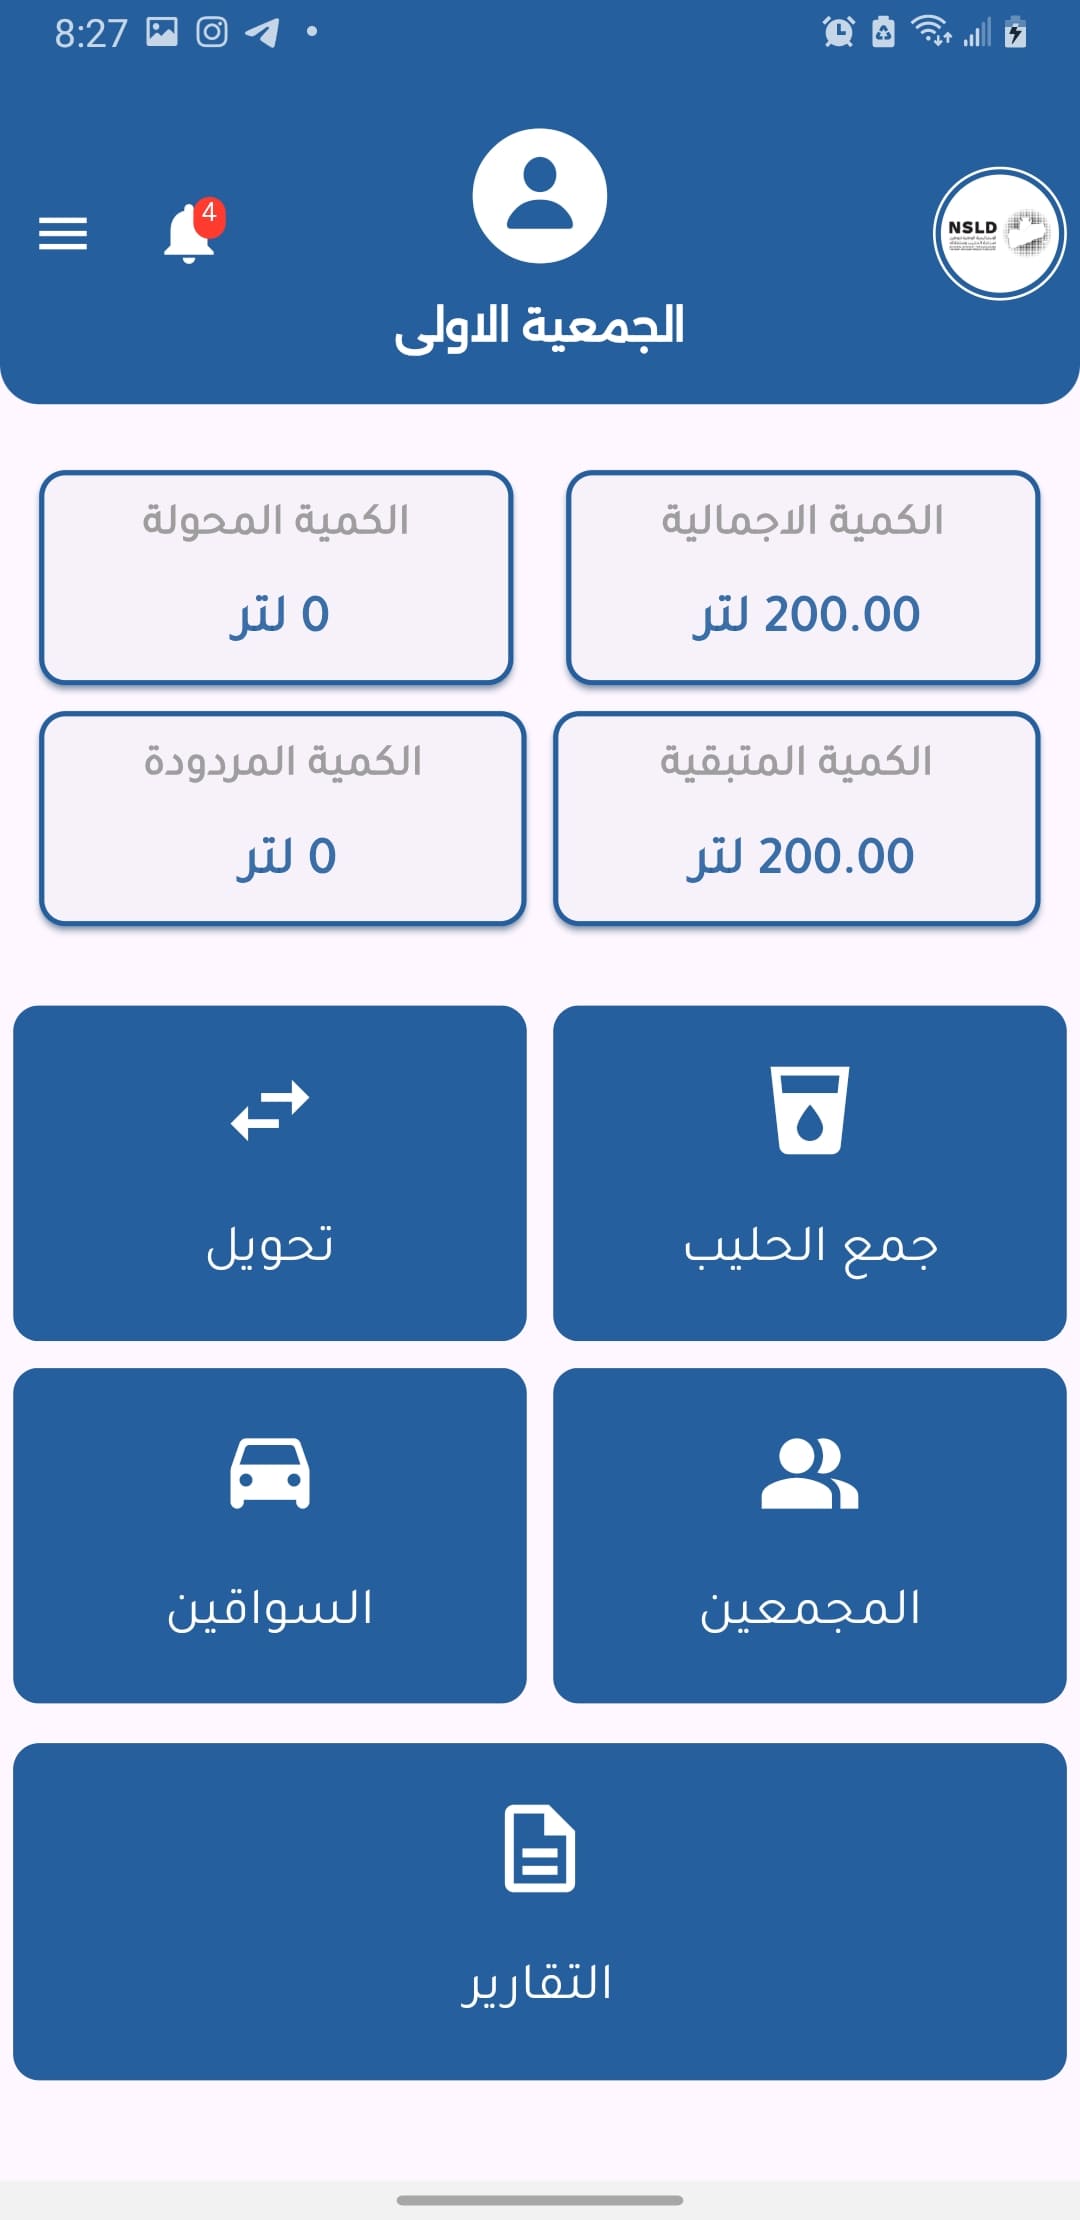 8:27
4
NSLD
الجمعية الاولى
الكمية الاجمالية
200.00 لتر
الكمية المحولة
0 لتر
الكمية المتبقية
200.00 لتر
الكمية المردودة
0 لتر
جمع الحليب
تحويل
المجمعين
السواقين
التقارير